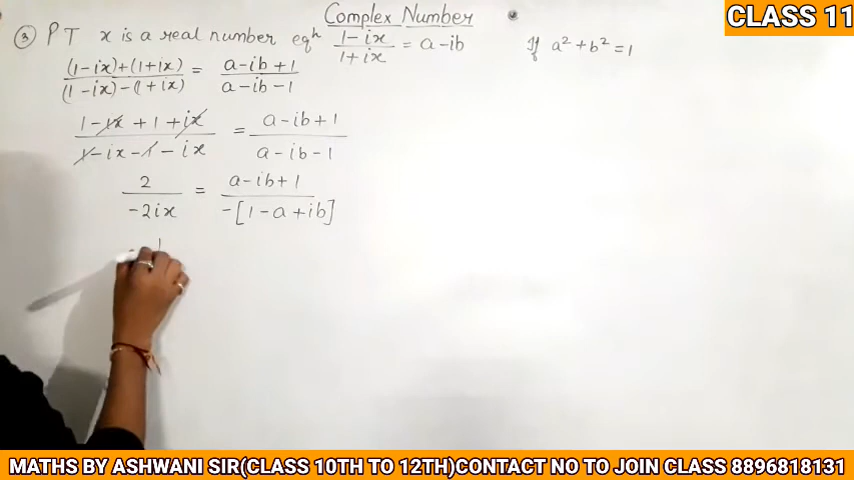 CLASS 11
Complex Number
③ PT x is a real number eqn (1-ix)/(1+ix) = a-ib If a² + b² = 1
((1-ix)+(1+ix))/((1-ix)-(1+ix)) = (a-ib+1)/(a-ib-1)
(1-ix+1+ix)/(1-ix-1-ix) = (a-ib+1)/(a-ib-1)
2/(-2ix) = (a-ib+1)/(-[1-a+ib])
MATHS BY ASHWANI SIR(CLASS 10TH TO 12TH)CONTACT NO TO JOIN CLASS 8896818131